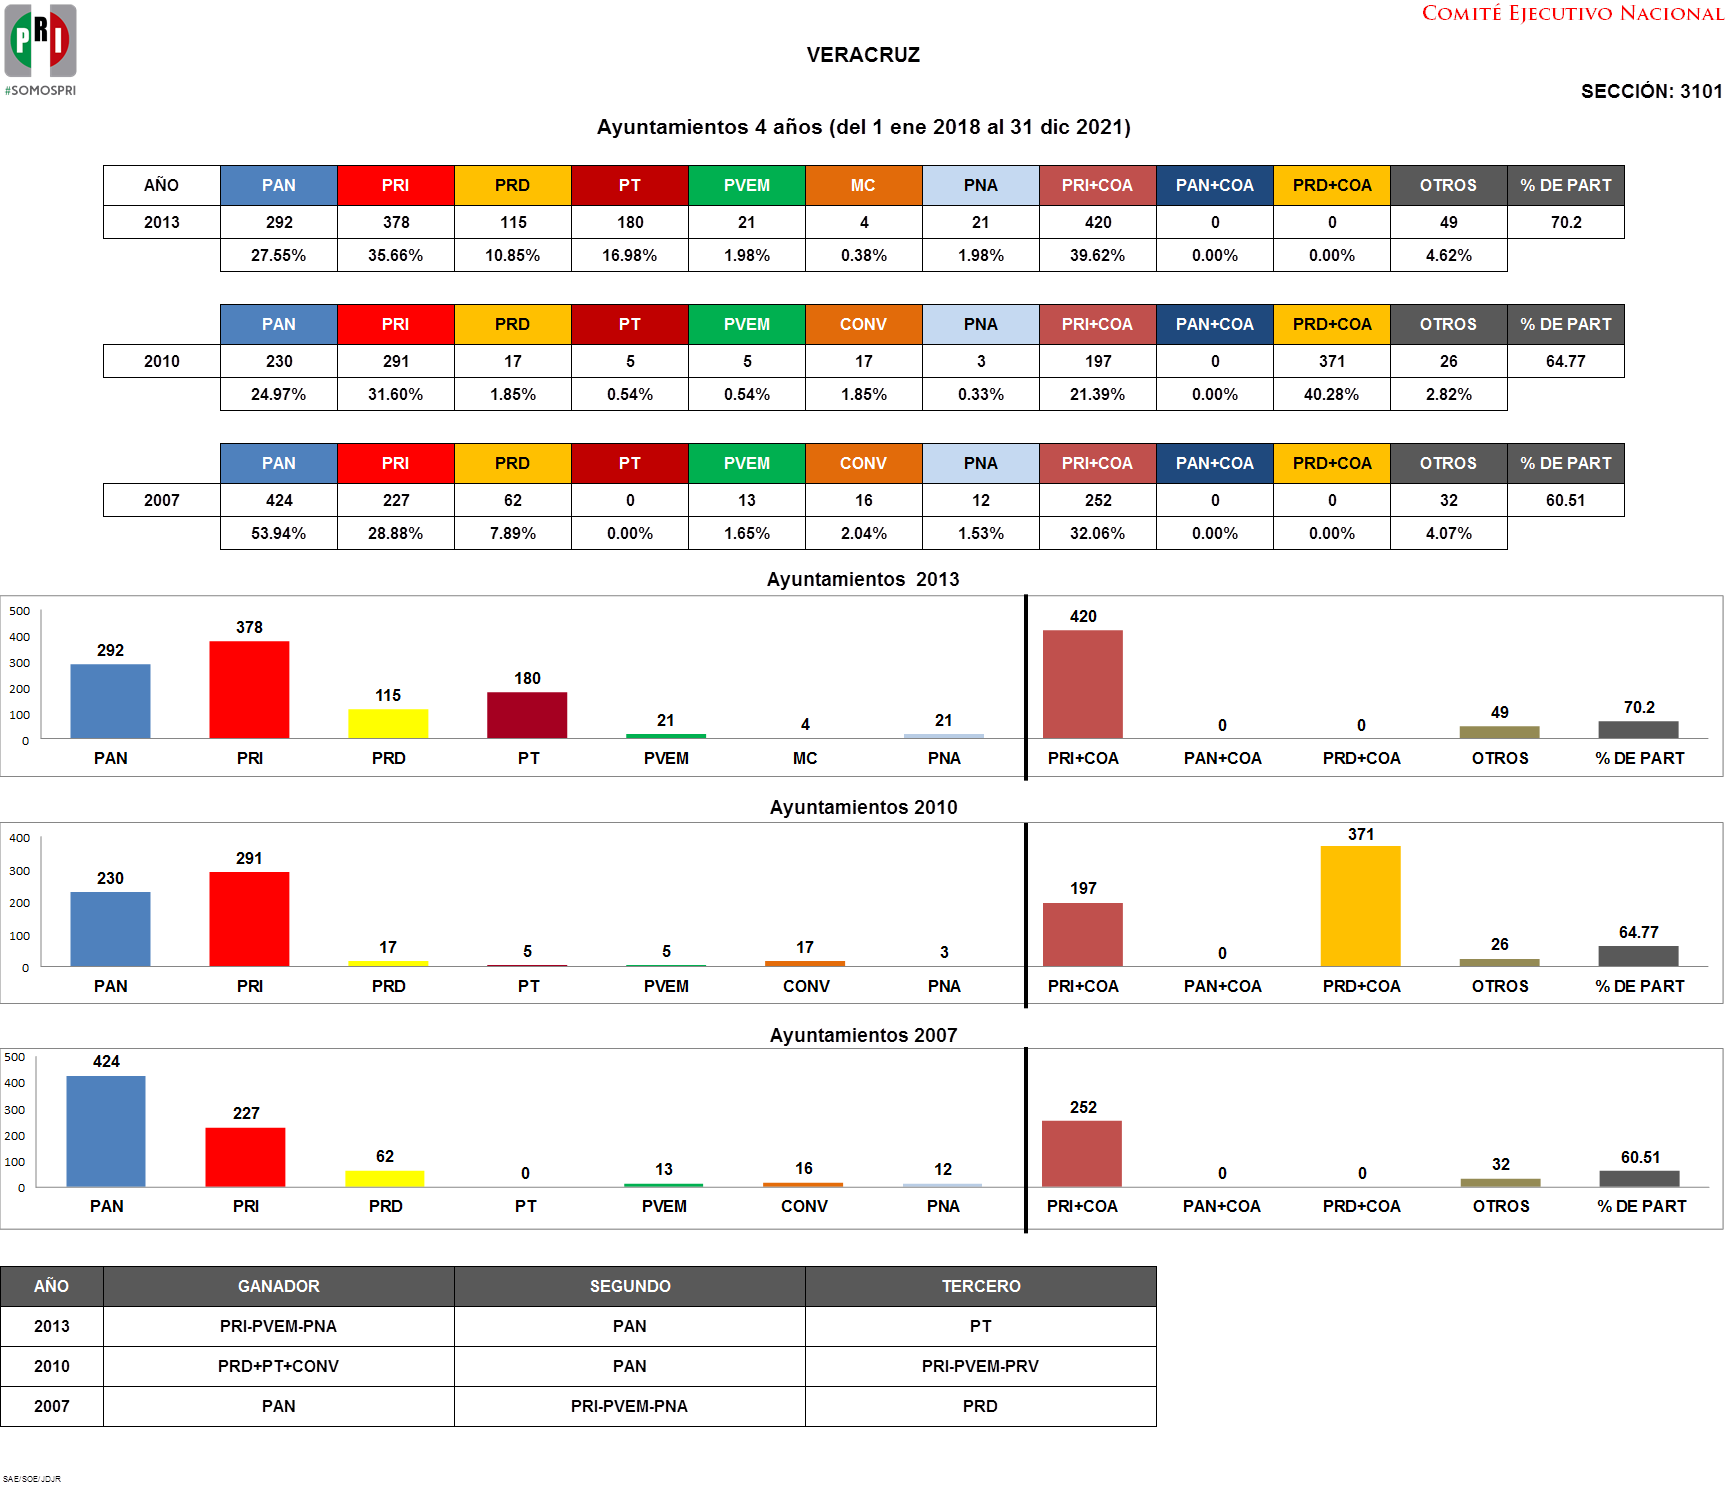 PRI
#SOMOSPRI
COMITÉ EJECUTIVO NACIONAL
VERACRUZ
SECCIÓN: 3101
Ayuntamientos 4 años (del 1 ene 2018 al 31 dic 2021)
AÑO PAN PRI PRD PT PVEM MC PNA PRI+COA PAN+COA PRD+COA OTROS % DE PART
2013 292 378 115 180 21 4 21 420 0 0 49 70.2
27.55% 35.66% 10.85% 16.98% 1.98% 0.38% 1.98% 39.62% 0.00% 0.00% 4.62%
PAN PRI PRD PT PVEM CONV PNA PRI+COA PAN+COA PRD+COA OTROS % DE PART
2010 230 291 17 5 5 17 3 197 0 371 26 64.77
24.97% 31.60% 1.85% 0.54% 0.54% 1.85% 0.33% 21.39% 0.00% 40.28% 2.82%
PAN PRI PRD PT PVEM CONV PNA PRI+COA PAN+COA PRD+COA OTROS % DE PART
2007 424 227 62 0 13 16 12 252 0 0 32 60.51
53.94% 28.88% 7.89% 0.00% 1.65% 2.04% 1.53% 32.06% 0.00% 0.00% 4.07%
Ayuntamientos 2013
500
400
300
200
100
0
292 378 115 180 21 4 21 420 0 0 49 70.2
PAN PRI PRD PT PVEM MC PNA PRI+COA PAN+COA PRD+COA OTROS % DE PART
Ayuntamientos 2010
400
300
200
100
0
230 291 17 5 5 17 3 197 0 371 26 64.77
PAN PRI PRD PT PVEM CONV PNA PRI+COA PAN+COA PRD+COA OTROS % DE PART
Ayuntamientos 2007
500
400
300
200
100
0
424 227 62 0 13 16 12 252 0 0 32 60.51
PAN PRI PRD PT PVEM CONV PNA PRI+COA PAN+COA PRD+COA OTROS % DE PART
AÑO GANADOR SEGUNDO TERCERO
2013 PRI-PVEM-PNA PAN PT
2010 PRD+PT+CONV PAN PRI-PVEM-PRV
2007 PAN PRI-PVEM-PNA PRD
SAE/SOE/JDJR